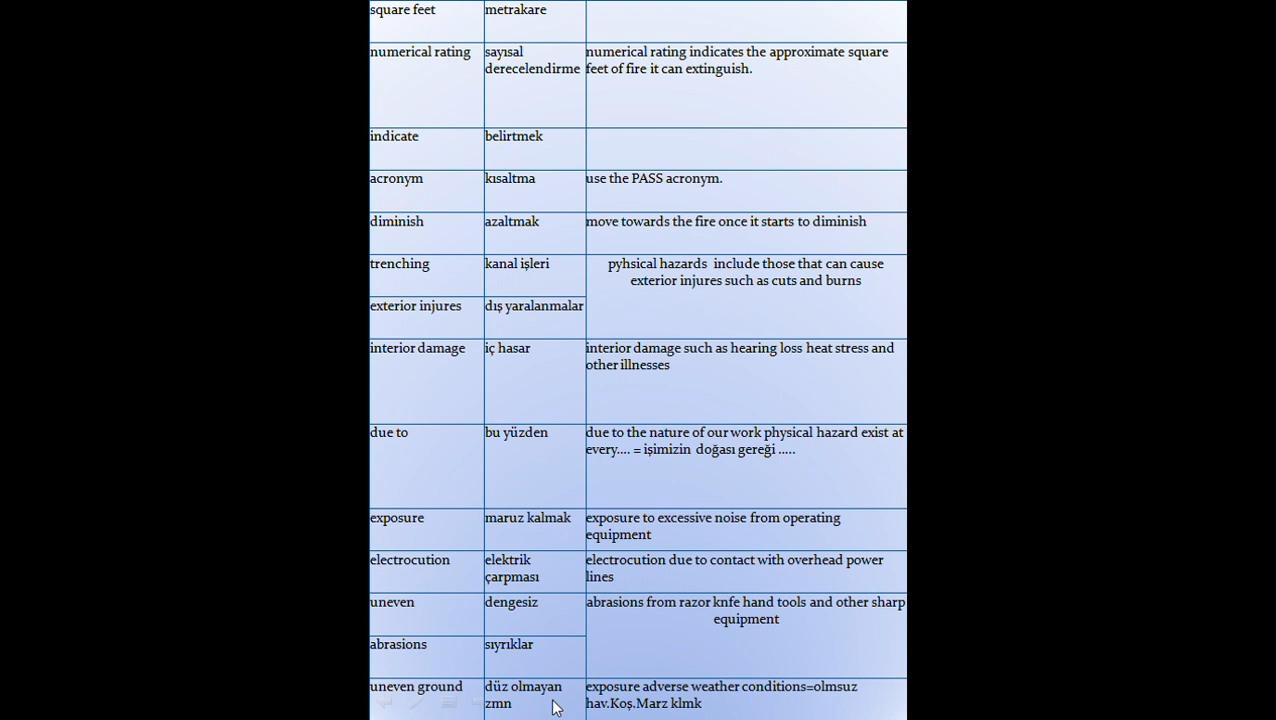 square feet metrakare
numerical rating sayısal numerical rating indicates the approximate square
derecelendirme feet of fire it can extinguish.
indicate belirtmek
acronym kısaltma use the PASS acronym.
diminish azaltmak move towards the fire once it starts to diminish
trenching kanal işleri pyhsical hazards include those that can cause
exterior injures such as cuts and burns
exterior injures dış yaralanmalar
interior damage iç hasar interior damage such as hearing loss heat stress and
other illnesses
due to bu yüzden due to the nature of our work physical hazard exist at
every.... = işimizin doğası gereği .....
exposure maruz kalmak exposure to excessive noise from operating
equipment
electrocution elektrik electrocution due to contact with overhead power
çarpması lines
uneven dengesiz abrasions from razor knfe hand tools and other sharp
equipment
abrasions sıyrıklar
uneven ground düz olmayan exposure adverse weather conditions=olmsuz
zmn hav.Koş.Marz klmk